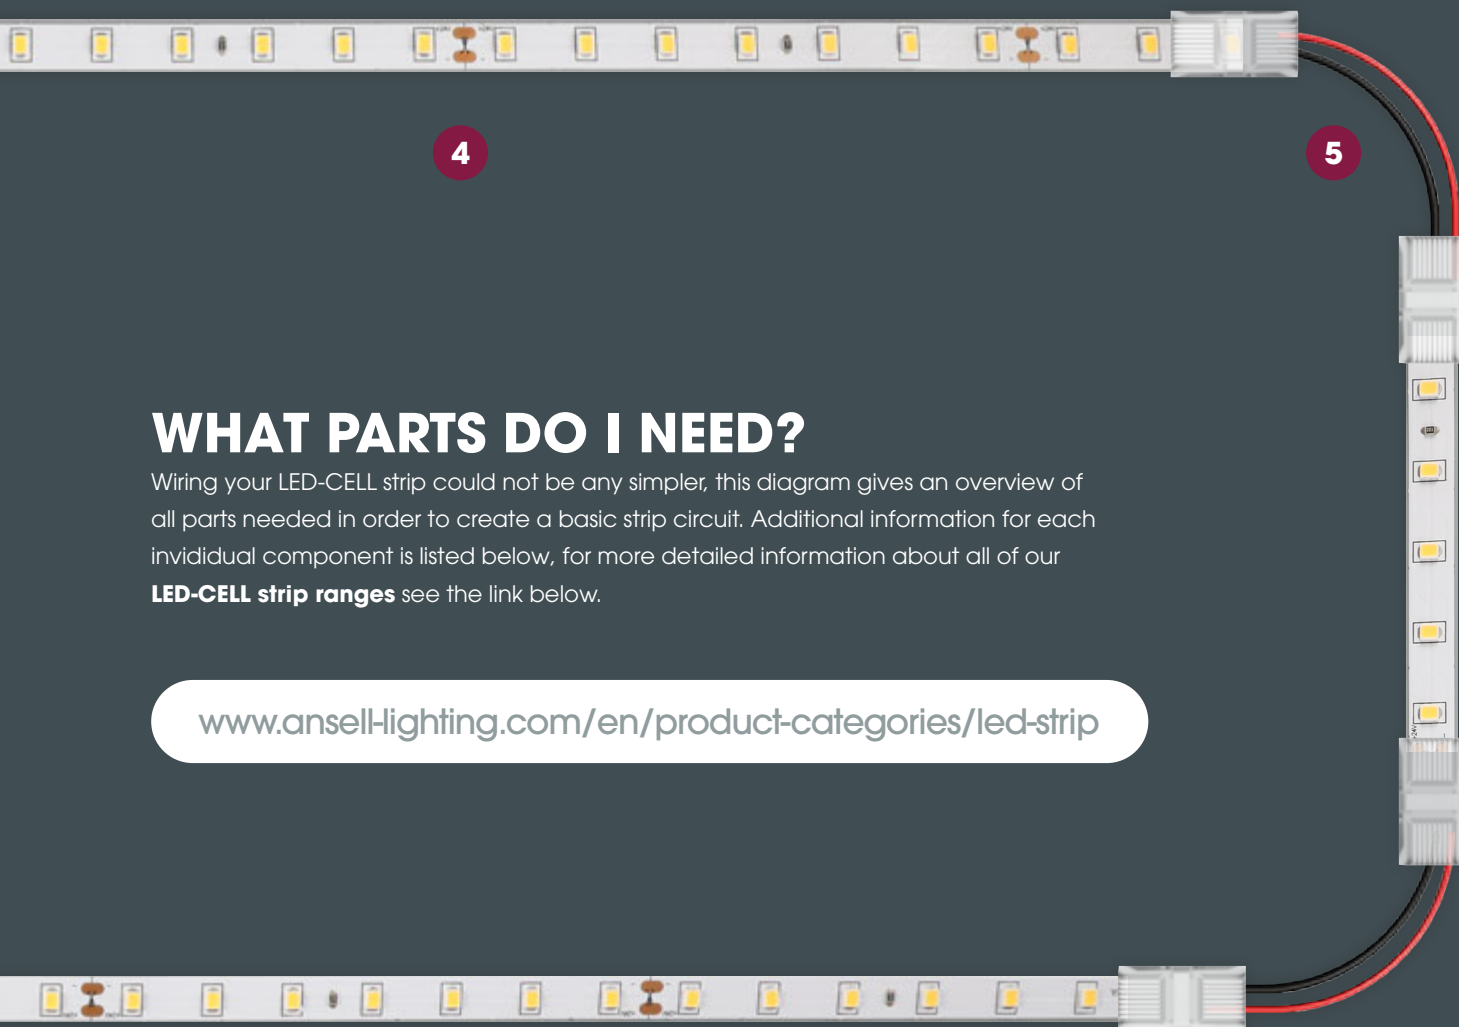 4
5
WHAT PARTS DO I NEED?
Wiring your LED-CELL strip could not be any simpler, this diagram gives an overview of
all parts needed in order to create a basic strip circuit. Additional information for each
invididual component is listed below, for more detailed information about all of our
LED-CELL strip ranges see the link below.
www.ansell-lighting.com/en/product-categories/led-strip